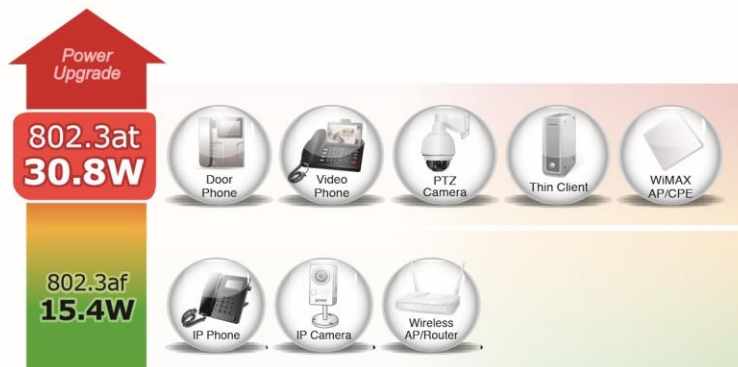 Power
Upgrade
802.3at
30.8W
Door
Phone
Video
Phone
PTZ
Camera
Thin Client
WiMAX
AP/CPE
802.3af
15.4W
IP Phone
IP Camera
Wireless
AP/Router